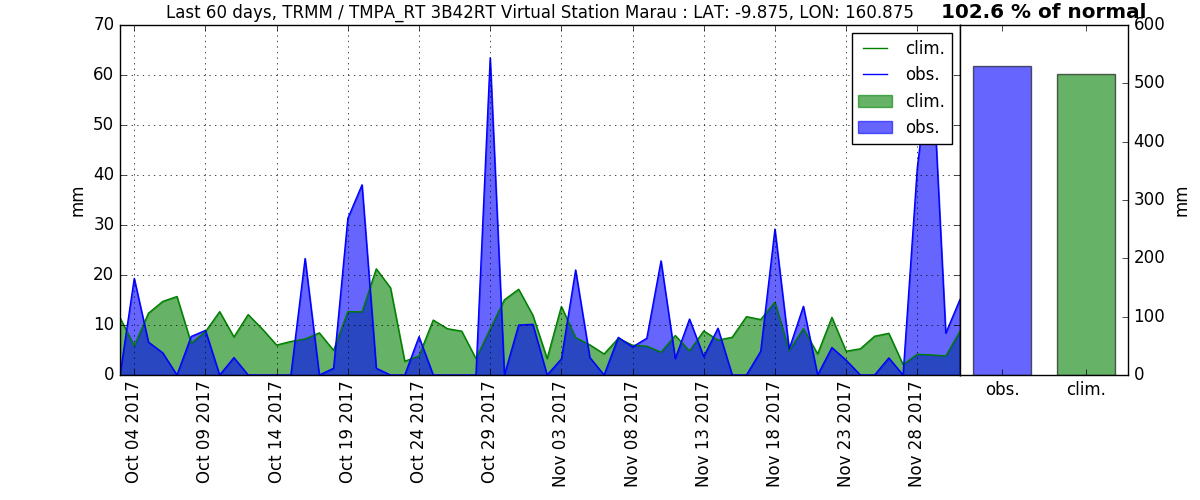 Last 60 days, TRMM / TMPA_RT 3B42RT Virtual Station Marau : LAT: -9.875, LON: 160.875
102.6 % of normal
70
60
50
40
30
20
10
0
mm
clim.
obs.
clim.
obs.
600
500
400
300
200
100
0
mm
Oct 04 2017
Oct 09 2017
Oct 14 2017
Oct 19 2017
Oct 24 2017
Oct 29 2017
Nov 03 2017
Nov 08 2017
Nov 13 2017
Nov 18 2017
Nov 23 2017
Nov 28 2017
obs.
clim.